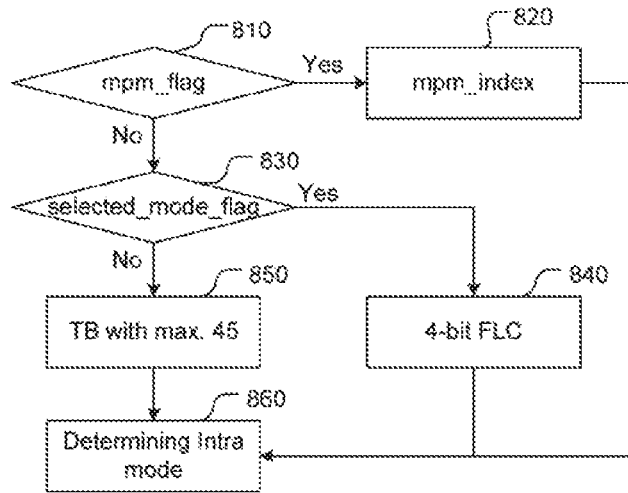 810
mpm_flag
Yes
820
mpm_index
No
830
selected_mode_flag
Yes
No
850
TB with max. 45
840
4-bit FLC
860
Determining Intra
mode